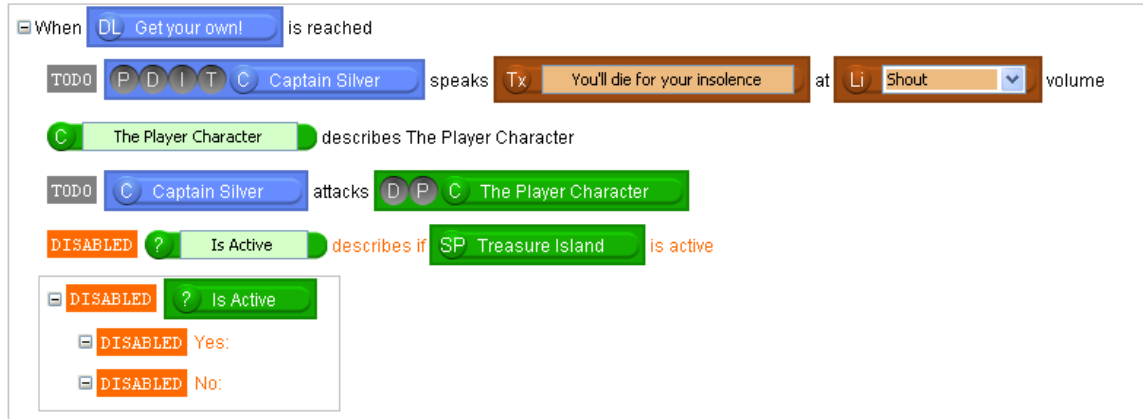 When DL Get your own! is reached
TODO P D I T C Captain Silver speaks Tx You'll die for your insolence at Li Shout volume
C The Player Character describes The Player Character
TODO C Captain Silver attacks D P C The Player Character
DISABLED ? Is Active describes if SP Treasure Island is active
DISABLED ? Is Active
DISABLED Yes:
DISABLED No: